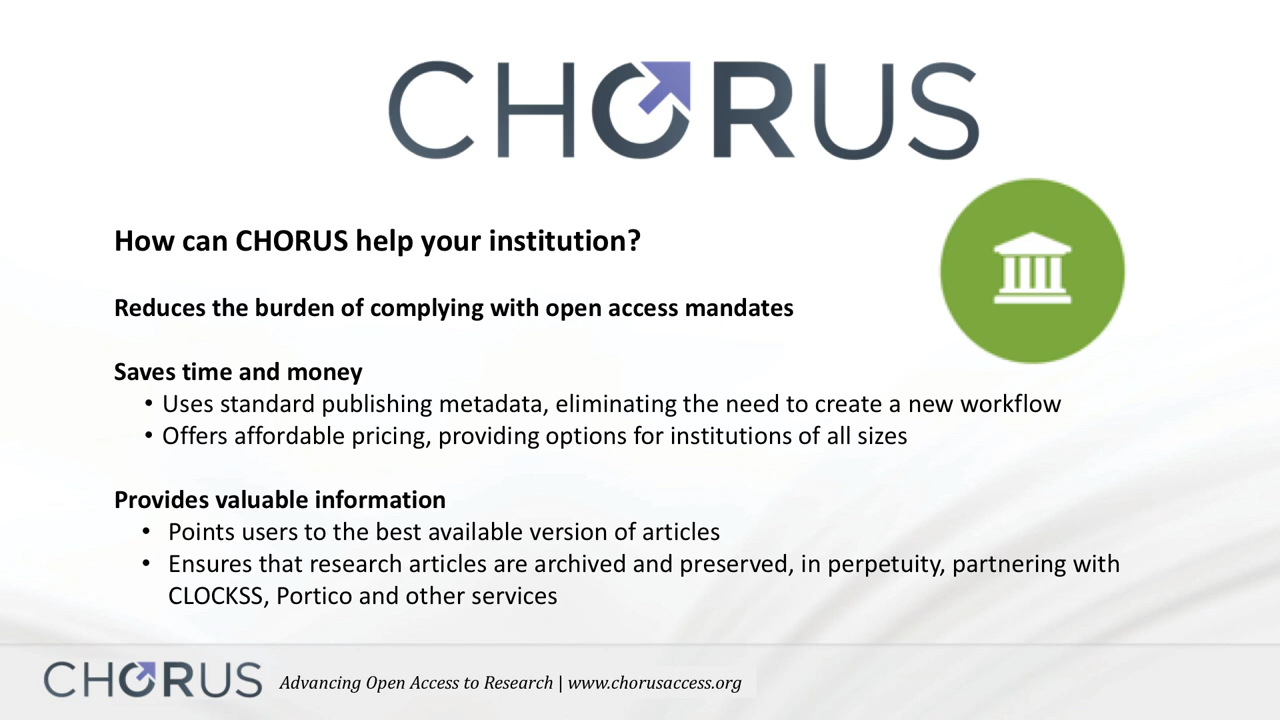 CHORUS
How can CHORUS help your institution?
Reduces the burden of complying with open access mandates
Saves time and money
• Uses standard publishing metadata, eliminating the need to create a new workflow
• Offers affordable pricing, providing options for institutions of all sizes
Provides valuable information
• Points users to the best available version of articles
• Ensures that research articles are archived and preserved, in perpetuity, partnering with
CLOCKSS, Portico and other services
CHORUS Advancing Open Access to Research | www.chorusaccess.org